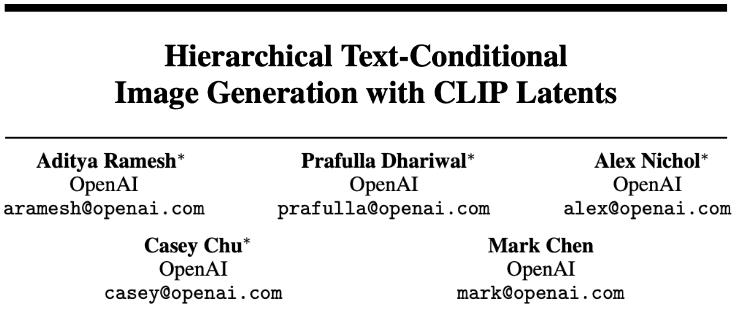 Hierarchical Text-Conditional
Image Generation with CLIP Latents
Aditya Ramesh*
OpenAI
aramesh@openai.com
Prafulla Dhariwal*
OpenAI
prafulla@openai.com
Alex Nichol*
OpenAI
alex@openai.com
Casey Chu*
OpenAI
casey@openai.com
Mark Chen
OpenAI
mark@openai.com